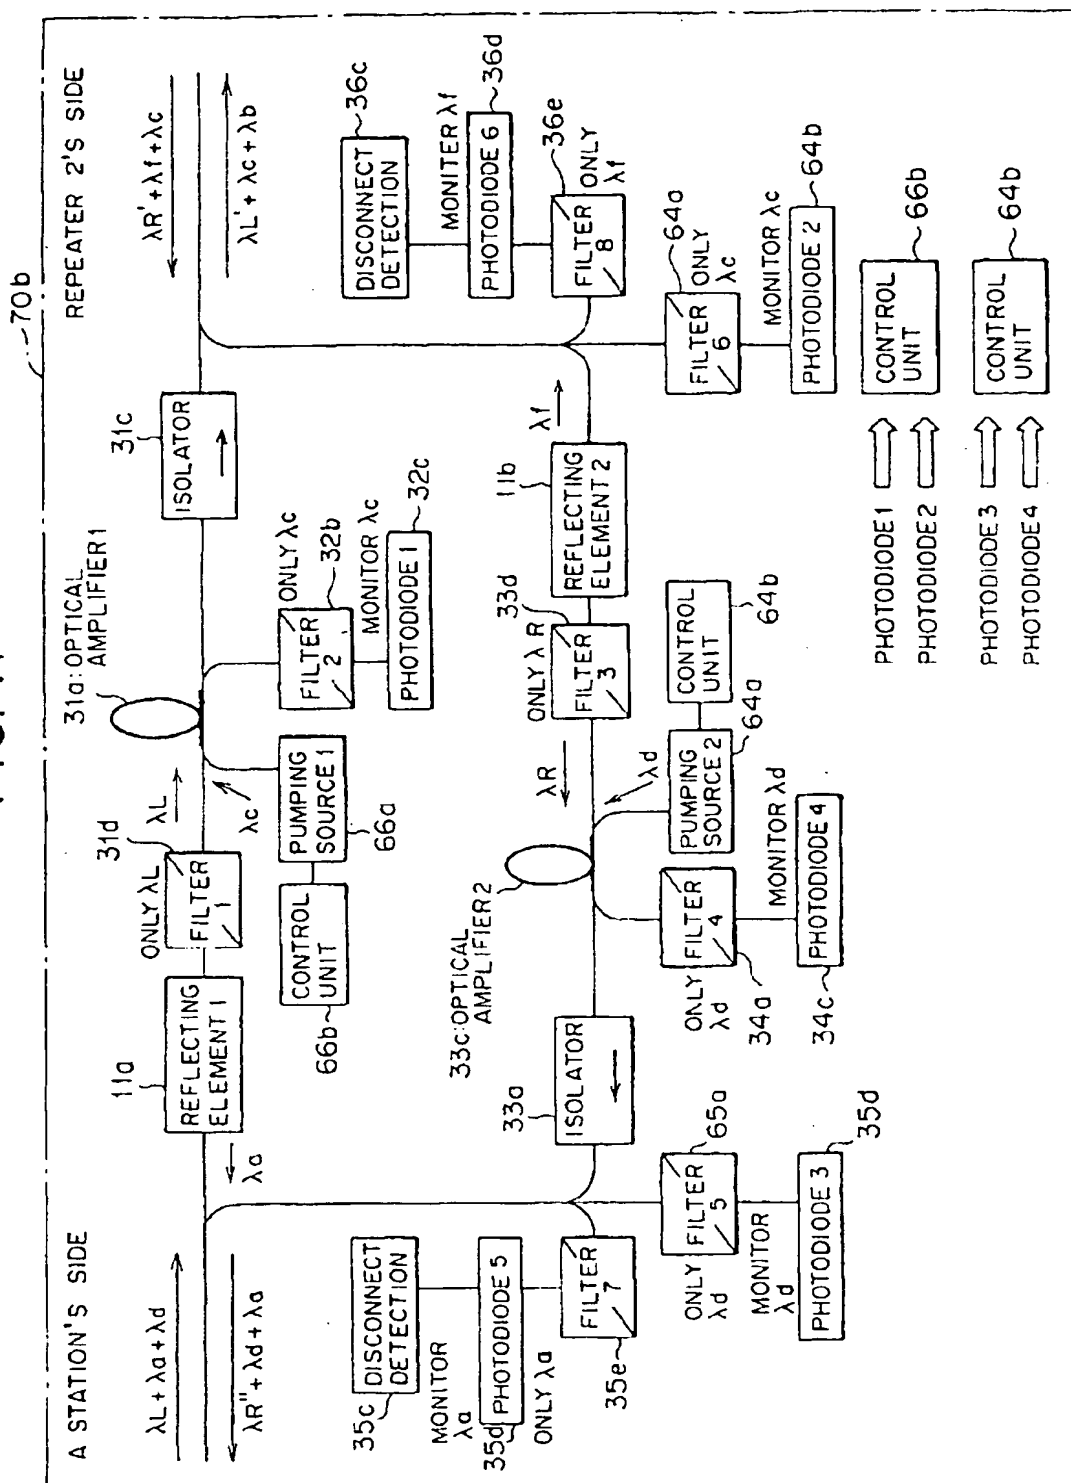 70b
A STATION'S SIDE
REPEATER 2'S SIDE
λL + λa + λd
λR'' + λd + λa
λR' + λf + λc
λL' + λc + λb
λa
11a
REFLECTING
ELEMENT 1
ONLY λL
31d
FILTER
1
λL
λc
31a: OPTICAL
AMPLIFIER 1
31c
ISOLATOR
66b
CONTROL
UNIT
PUMPING
SOURCE 1
66a
ONLY λc
FILTER
2
32b
MONITOR λc
PHOTODIODE 1
32c
DISCONNECT
DETECTION
36c
MONITER λf
PHOTODIODE 6
36d
FILTER
8
36e
ONLY
λf
35c
DISCONNECT
DETECTION
MONITOR
λa
35d
PHOTODIODE 5
ONLY λa
FILTER
7
35e
33a
ISOLATOR
33c: OPTICAL
AMPLIFIER 2
λR
λd
ONLY λR
33d
FILTER
3
11b
REFLECTING
ELEMENT 2
λf
FILTER
6
64a
ONLY
λc
MONITOR λc
PHOTODIODE 2
64b
ONLY
λd
FILTER
5
65a
MONITOR
λd
PHOTODIODE 3
35d
ONLY
λd
FILTER
4
34a
MONITOR λd
PHOTODIODE 4
34c
PUMPING
SOURCE 2
64a
CONTROL
UNIT
64b
PHOTODIODE 1
PHOTODIODE 2
CONTROL
UNIT
66b
PHOTODIODE 3
PHOTODIODE 4
CONTROL
UNIT
64b